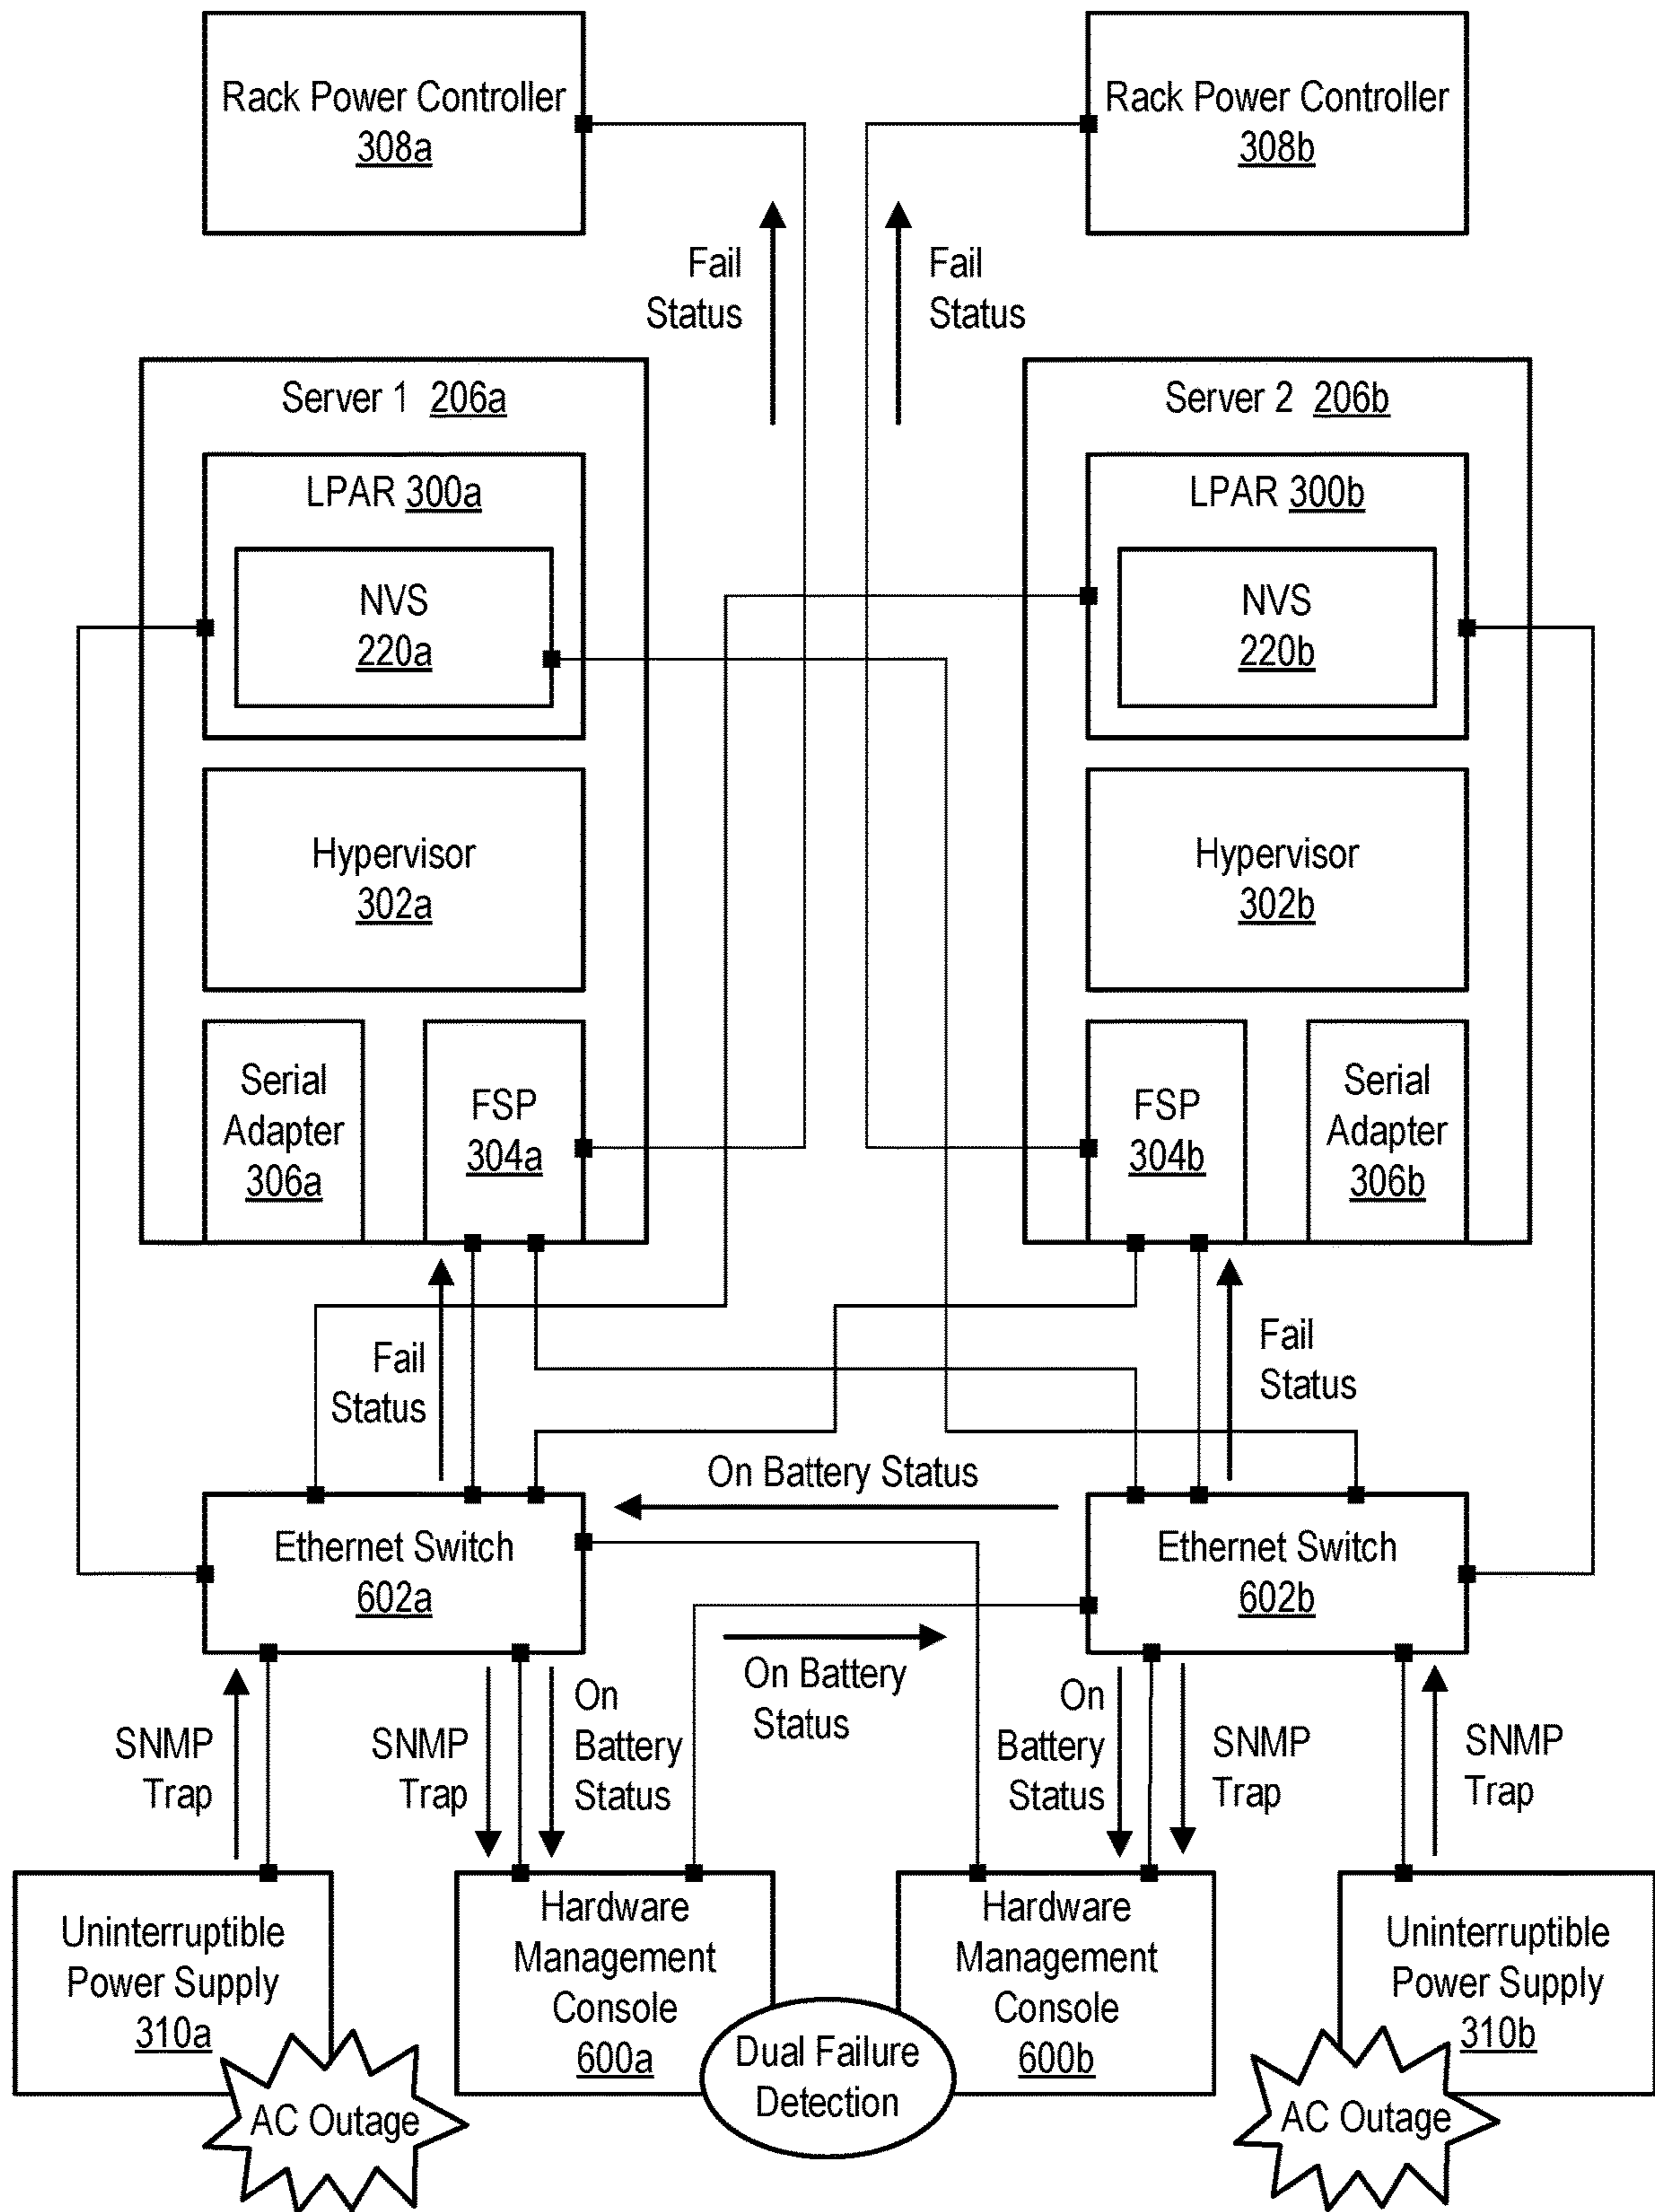 Rack Power Controller
308a
Rack Power Controller
308b
Fail
Status
Fail
Status
Server 1 206a
LPAR 300a
NVS
220a
Hypervisor
302a
Serial
Adapter
306a
FSP
304a
Server 2 206b
LPAR 300b
NVS
220b
Hypervisor
302b
FSP
304b
Serial
Adapter
306b
Fail
Status
Fail
Status
On Battery Status
Ethernet Switch
602a
Ethernet Switch
602b
On Battery
Status
SNMP
Trap
SNMP
Trap
On
Battery
Status
On
Battery
Status
SNMP
Trap
SNMP
Trap
Uninterruptible
Power Supply
310a
AC Outage
Hardware
Management
Console
600a
Dual Failure
Detection
Hardware
Management
Console
600b
Uninterruptible
Power Supply
310b
AC Outage